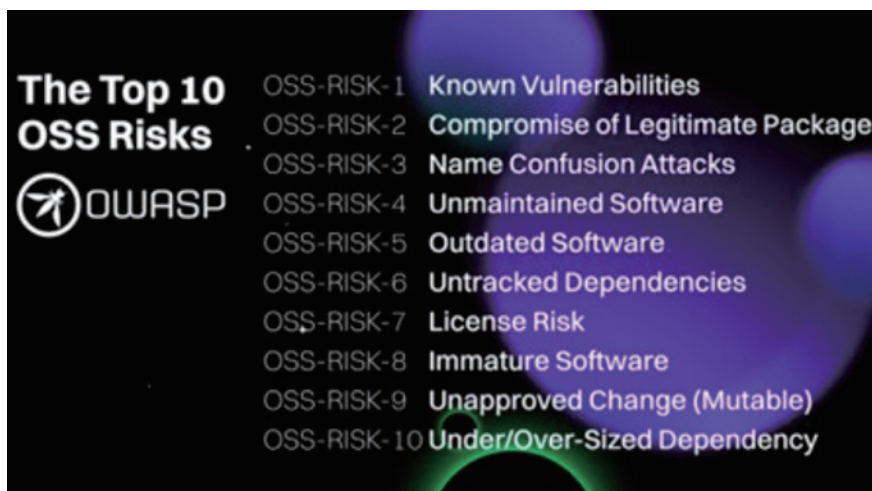 The Top 10
OSS Risks
OWASP
OSS-RISK-1 Known Vulnerabilities
OSS-RISK-2 Compromise of Legitimate Package
OSS-RISK-3 Name Confusion Attacks
OSS-RISK-4 Unmaintained Software
OSS-RISK-5 Outdated Software
OSS-RISK-6 Untracked Dependencies
OSS-RISK-7 License Risk
OSS-RISK-8 Immature Software
OSS-RISK-9 Unapproved Change (Mutable)
OSS-RISK-10 Under/Over-Sized Dependency